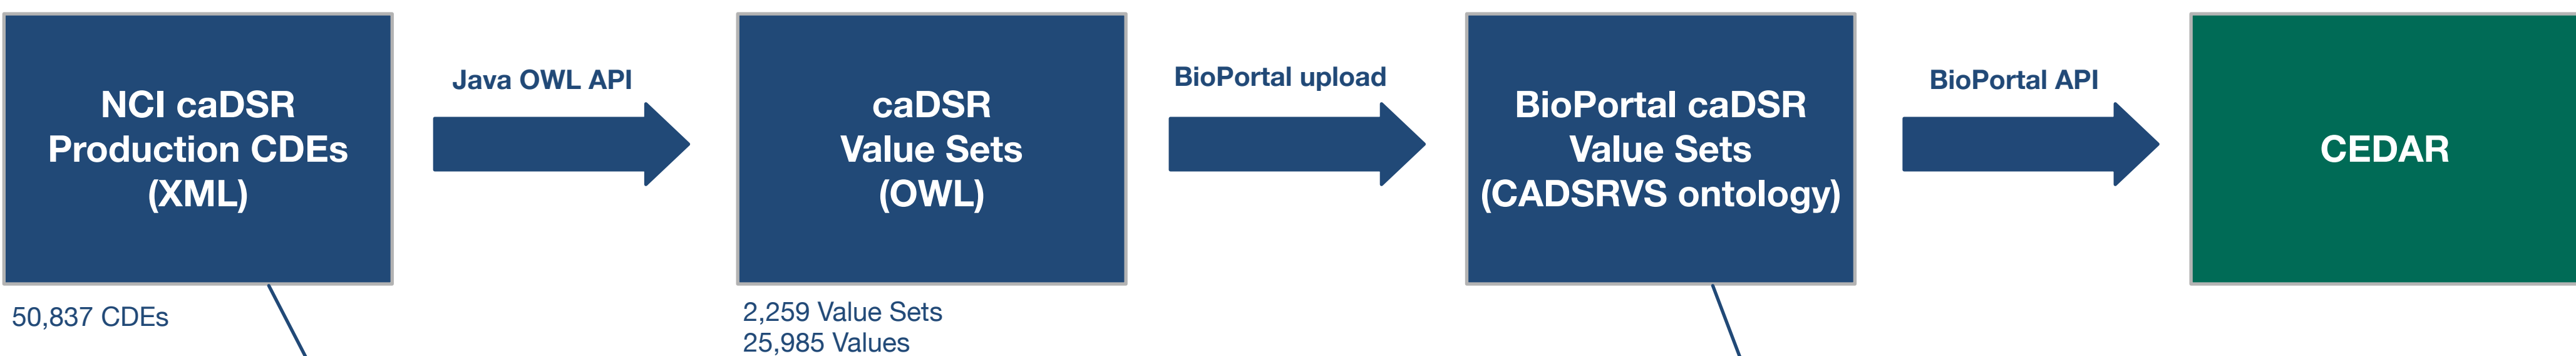 NCI caDSR
Production CDEs
(XML)
Java OWL API
caDSR
Value Sets
(OWL)
BioPortal upload
BioPortal caDSR
Value Sets
(CADSRVS ontology)
BioPortal API
CEDAR
50,837 CDEs
2,259 Value Sets
25,985 Values